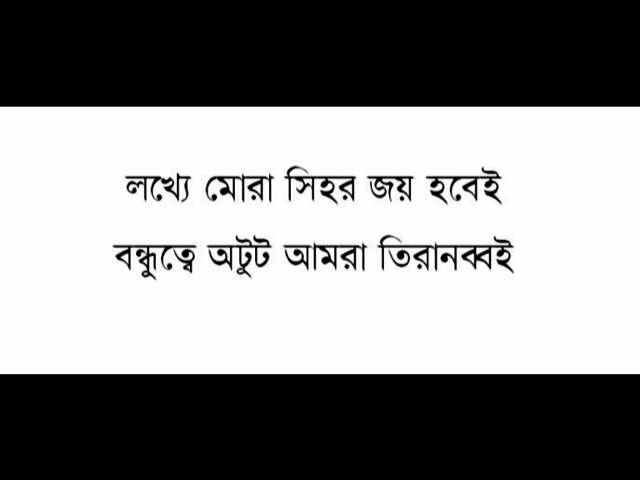 লখ্যে মোরা সিহর জয় হবেই
বন্ধুত্বে অটুট আমরা তিরানব্বই